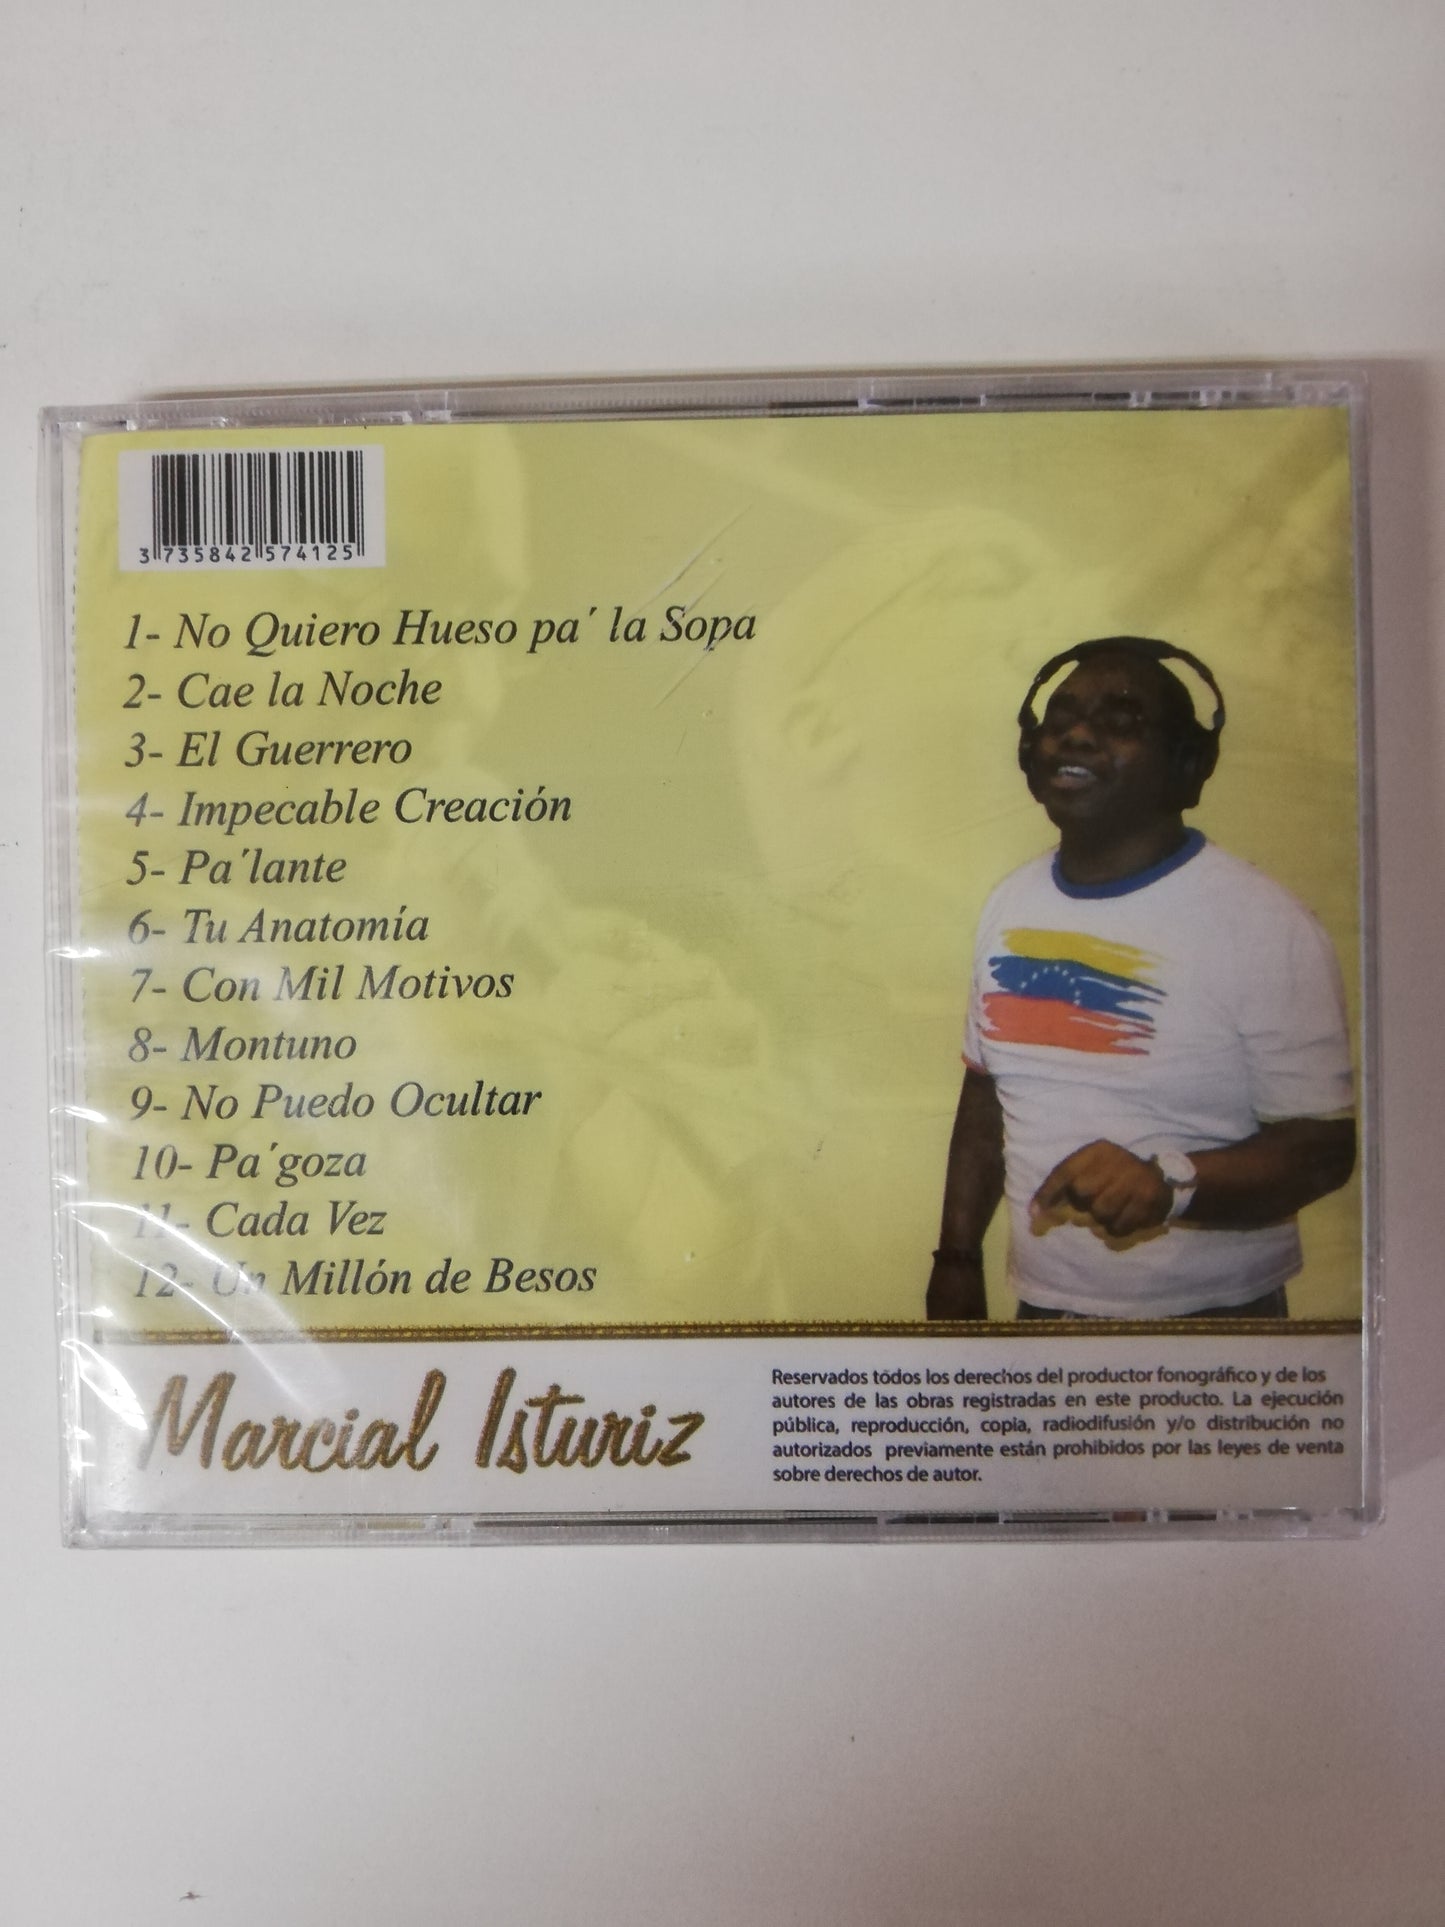 3 735842 574125
1- No Quiero Hueso pa´ la Sopa
2- Cae la Noche
3- El Guerrero
4- Impecable Creación
5- Pa´lante
6- Tu Anatomía
7- Con Mil Motivos
8- Montuno
9- No Puedo Ocultar
10- Pa´goza
11- Cada Vez
12- Un Millón de Besos
Marcial Isturiz
Reservados todos los derechos del productor fonográfico y de los
autores de las obras registradas en este producto. La ejecución
pública, reproducción, copia, radiodifusión y/o distribución no
autorizados previamente están prohibidos por las leyes de venta
sobre derechos de autor.